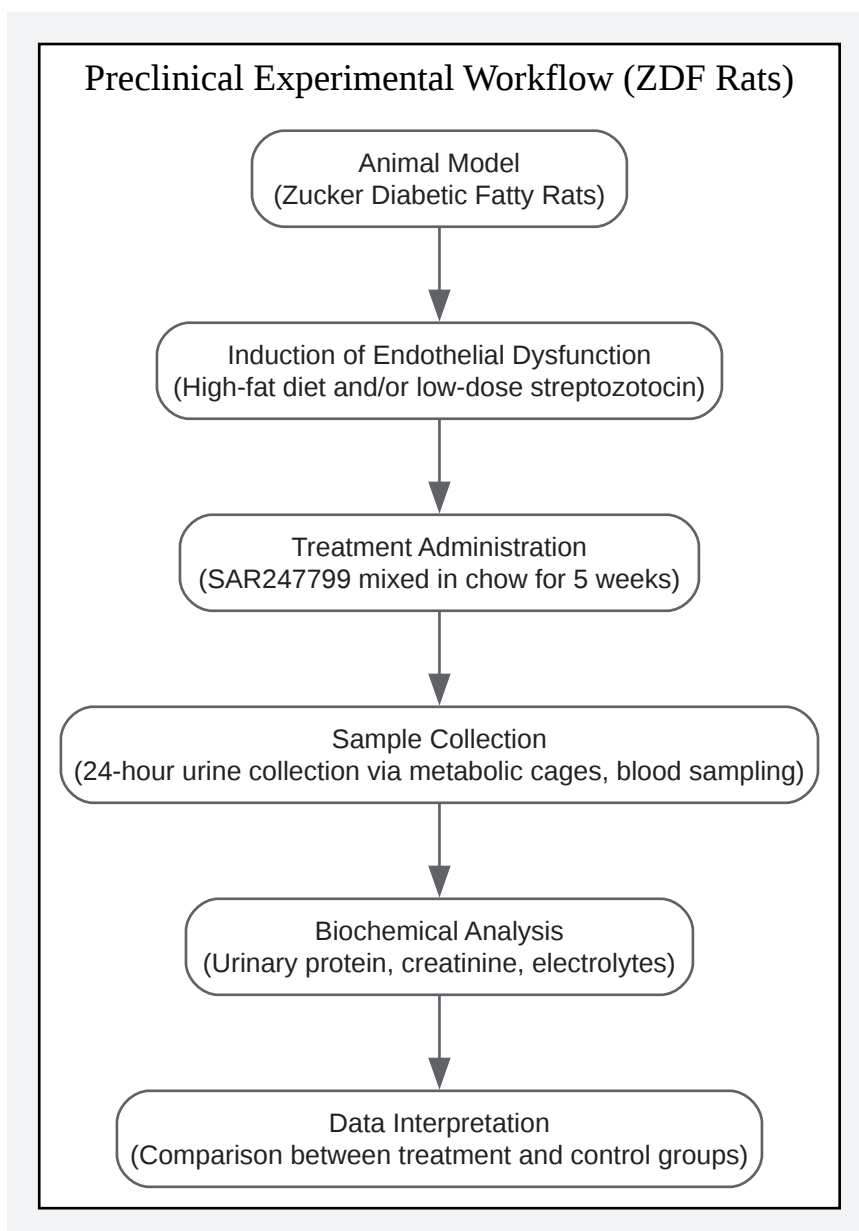 Preclinical Experimental Workflow (ZDF Rats)
Animal Model
(Zucker Diabetic Fatty Rats)
Induction of Endothelial Dysfunction
(High-fat diet and/or low-dose streptozotocin)
Treatment Administration
(SAR247799 mixed in chow for 5 weeks)
Sample Collection
(24-hour urine collection via metabolic cages, blood sampling)
Biochemical Analysis
(Urinary protein, creatinine, electrolytes)
Data Interpretation
(Comparison between treatment and control groups)